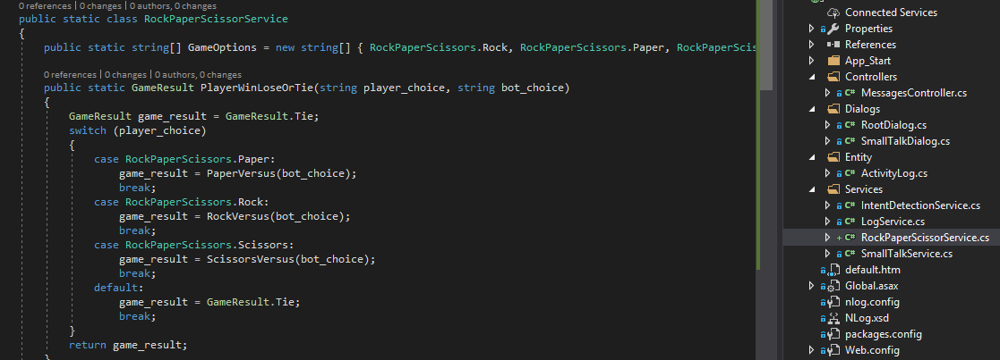 0 references | 0 changes | 0 authors, 0 changes
public static class RockPaperScissorService
{
public static string[] GameOptions = new string[] { RockPaperScissors.Rock, RockPaperScissors.Paper, RockPaperScis
0 references | 0 changes | 0 authors, 0 changes
public static GameResult PlayerWinLoseOrTie(string player_choice, string bot_choice)
{
GameResult game_result = GameResult.Tie;
switch (player_choice)
{
case RockPaperScissors.Paper:
game_result = PaperVersus(bot_choice);
break;
case RockPaperScissors.Rock:
game_result = RockVersus(bot_choice);
break;
case RockPaperScissors.Scissors:
game_result = ScissorsVersus(bot_choice);
break;
default:
game_result = GameResult.Tie;
break;
}
return game_result;
Connected Services
Properties
References
App_Start
Controllers
C# MessagesController.cs
Dialogs
C# RootDialog.cs
C# SmallTalkDialog.cs
Entity
C# ActivityLog.cs
Services
C# IntentDetectionService.cs
C# LogService.cs
+ C# RockPaperScissorService.cs
C# SmallTalkService.cs
default.htm
Global.asax
nlog.config
NLog.xsd
packages.config
Web.config